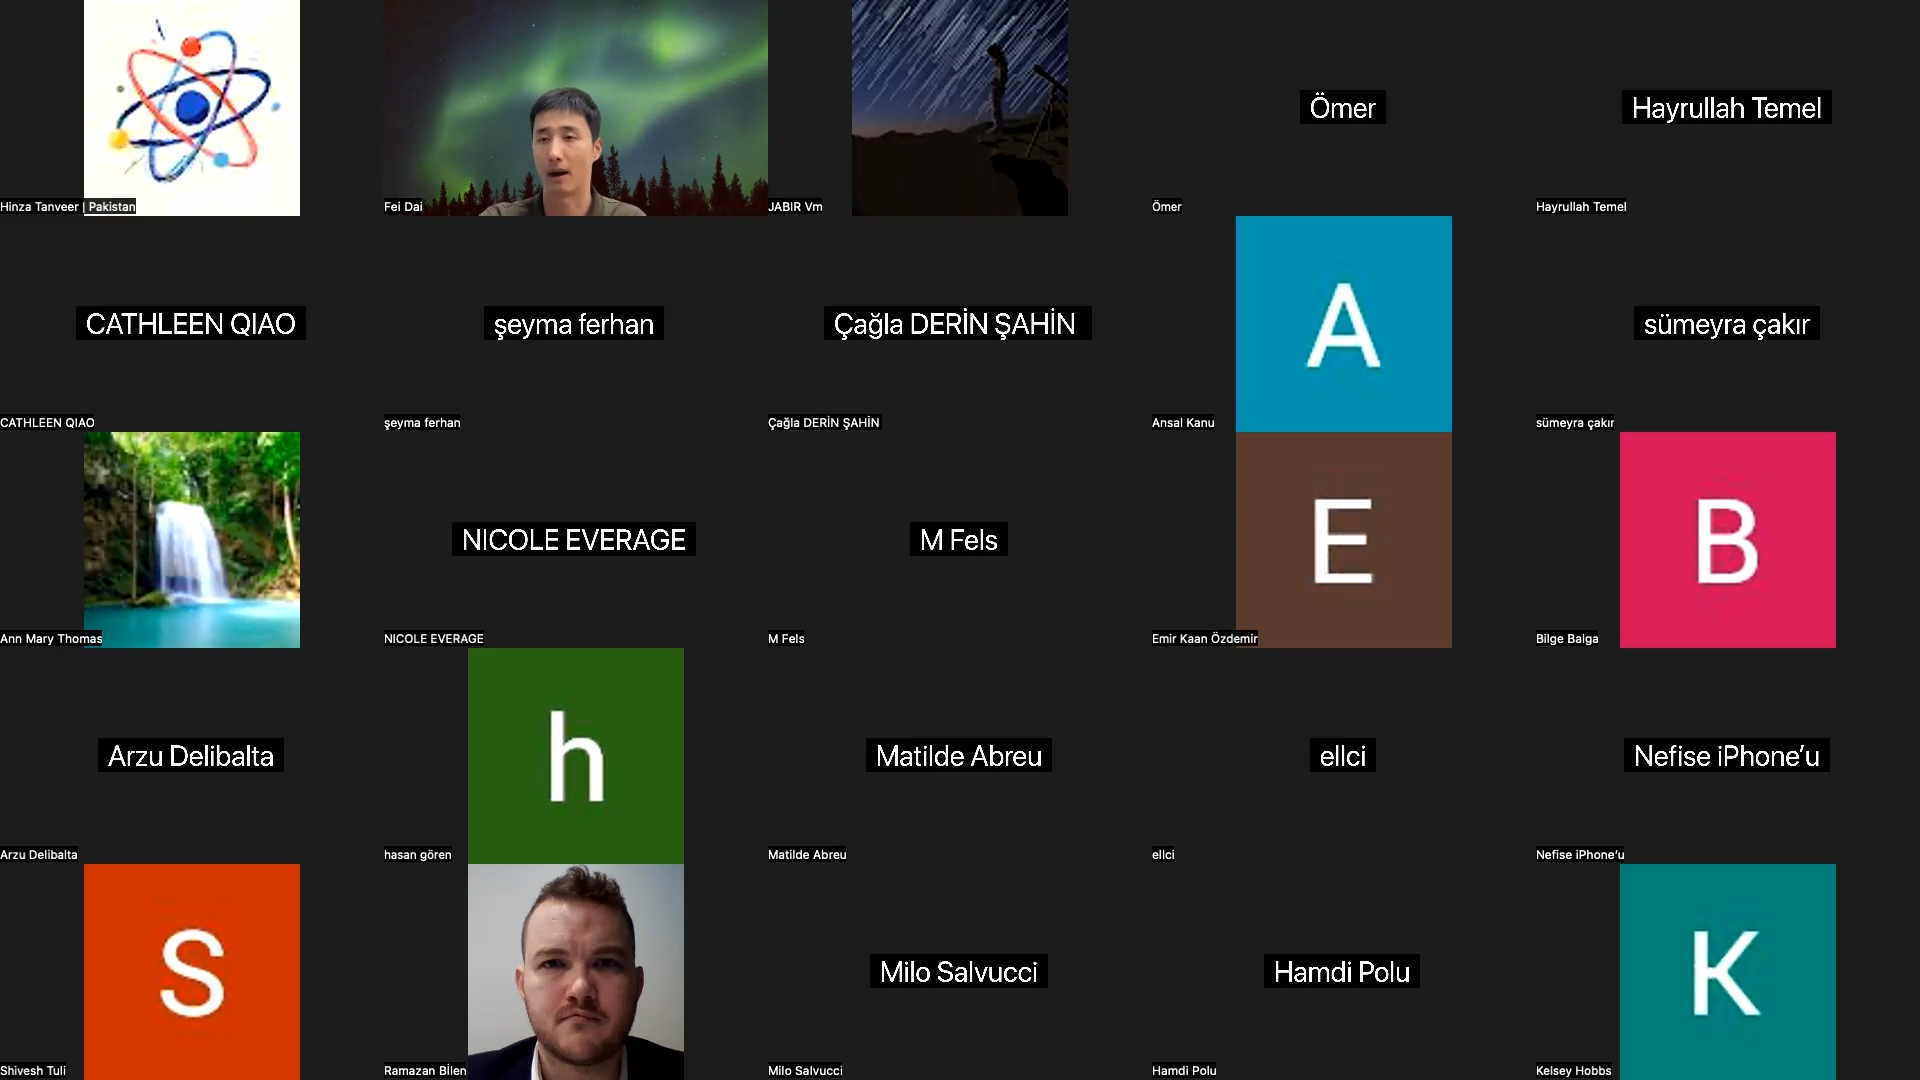 Hinza Tanveer | Pakistan
Fei Dai
JABIR Vm
Ömer
Ömer
Hayrullah Temel
Hayrullah Temel
CATHLEEN QIAO
CATHLEEN QIAO
şeyma ferhan
şeyma ferhan
Çağla DERİN ŞAHİN
Çağla DERİN ŞAHİN
A
Ansal Kanu
sümeyra çakır
sümeyra çakır
Ann Mary Thomas
NICOLE EVERAGE
NICOLE EVERAGE
M Fels
M Fels
E
Emir Kaan Özdemir
B
Bilge Balga
Arzu Delibalta
Arzu Delibalta
h
hasan gören
Matilde Abreu
Matilde Abreu
ellci
ellci
Nefise iPhone’u
Nefise iPhone’u
S
Shivesh Tuli
Ramazan Bİlen
Milo Salvucci
Milo Salvucci
Hamdi Polu
Hamdi Polu
K
Kelsey Hobbs